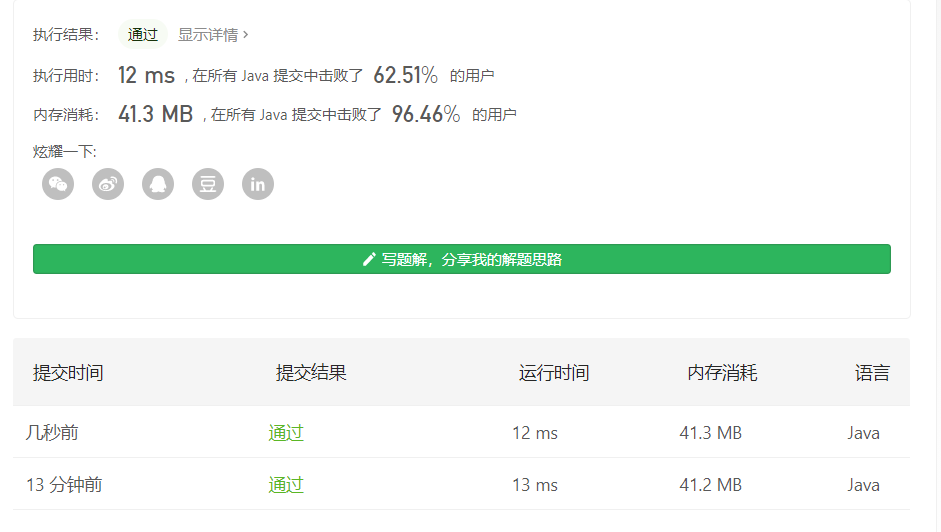 执行结果： 通过 显示详情 ›
执行用时： 12 ms ，在所有 Java 提交中击败了 62.51% 的用户
内存消耗： 41.3 MB ，在所有 Java 提交中击败了 96.46% 的用户
炫耀一下:
豆 in
写题解，分享我的解题思路
提交时间 提交结果 运行时间 内存消耗 语言
几秒前 通过 12 ms 41.3 MB Java
13 分钟前 通过 13 ms 41.2 MB Java